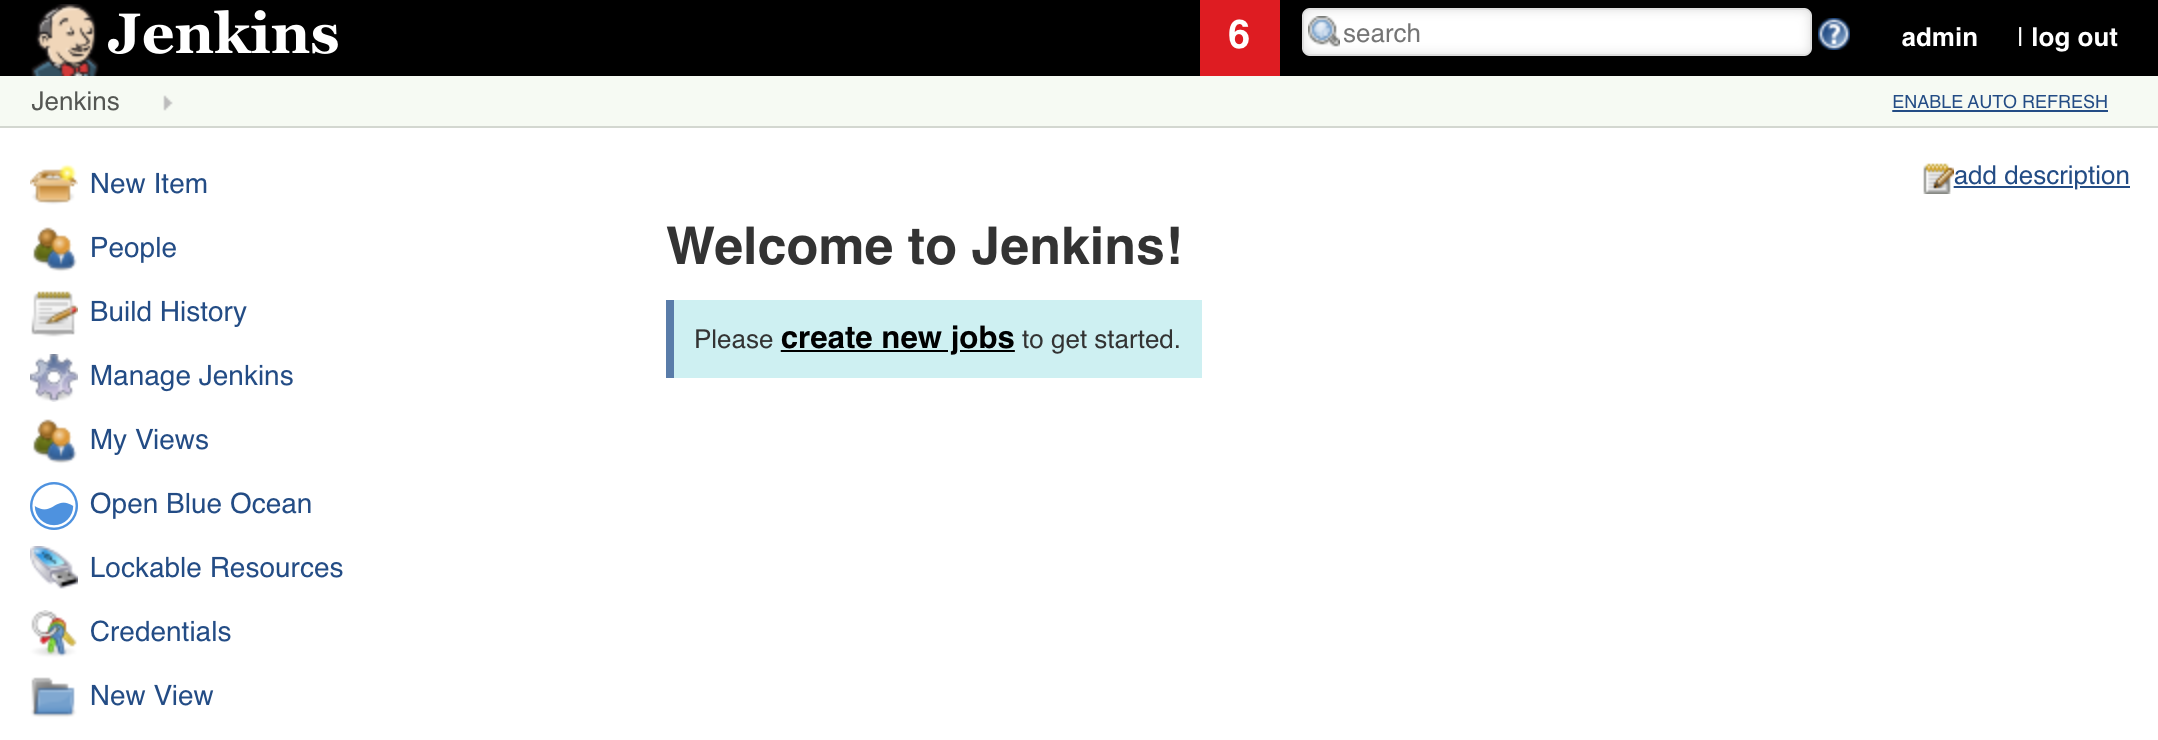 Jenkins
6
search
?
admin
| log out
Jenkins
ENABLE AUTO REFRESH
New Item
People
Build History
Manage Jenkins
My Views
Open Blue Ocean
Lockable Resources
Credentials
New View
add description
Welcome to Jenkins!
Please create new jobs to get started.